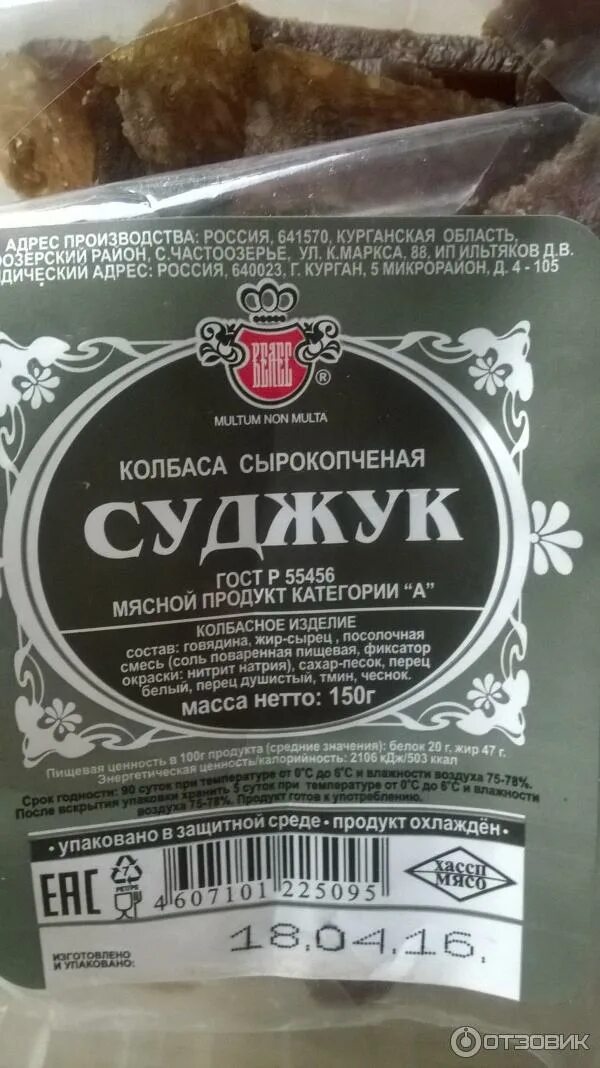 АДРЕС ПРОИЗВОДСТВА: РОССИЯ, 641570, КУРГАНСКАЯ ОБЛАСТЬ,
ОЗЕРСКИЙ РАЙОН, С.ЧАСТООЗЕРЬЕ, УЛ. К.МАРКСА, 88, ИП ИЛЬТЯКОВ Д.В.
ДИЧЕСКИЙ АДРЕС: РОССИЯ, 640023, Г. КУРГАН, 5 МИКРОРАЙОН, Д. 4 - 105
ВЕЛЕС ®
MULTUM NON MULTA
КОЛБАСА СЫРОКОПЧЕНАЯ
СУДЖУК
ГОСТ Р 55456
МЯСНОЙ ПРОДУКТ КАТЕГОРИИ "А"
КОЛБАСНОЕ ИЗДЕЛИЕ
состав: говядина, жир-сырец , посолочная
смесь (соль поваренная пищевая, фиксатор
окраски: нитрит натрия), сахар-песок, перец
белый, перец душистый, тмин, чеснок.
масса нетто: 150г
Пищевая ценность в 100г продукта (средние значения): белок 20 г, жир 47 г.
Энергетическая ценность/калорийность: 2106 кДж/503 ккал
Срок годности: 90 суток при температуре от 0°С до 6°С и влажности воздуха 75-78%.
После вскрытия упаковки хранить 5 суток при температуре от 0°С до 6°С и влажности
воздуха 75-78%. Продукт готов к употреблению.
• упаковано в защитной среде • продукт охлаждён •
ЕАС
7
4 607101 225095
ХАССП
МЯСО
ИЗГОТОВЛЕНО
И УПАКОВАНО:
18.04.16.
ОТЗОВИК